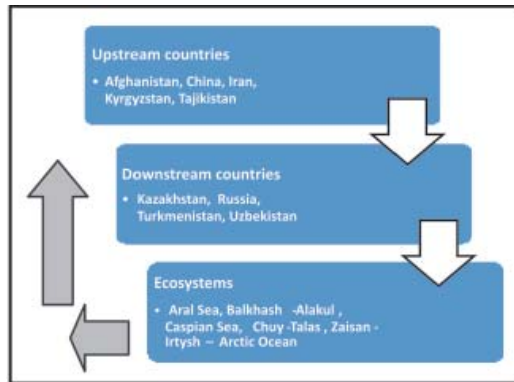 Upstream countries
• Afghanistan, China, Iran,
Kyrgyzstan, Tajikistan
Downstream countries
• Kazakhstan, Russia,
Turkmenistan, Uzbekistan
Ecosystems
• Aral Sea, Balkhash -Alakul ,
Caspian Sea, Chuy -Talas , Zaisan -
Irtysh – Arctic Ocean